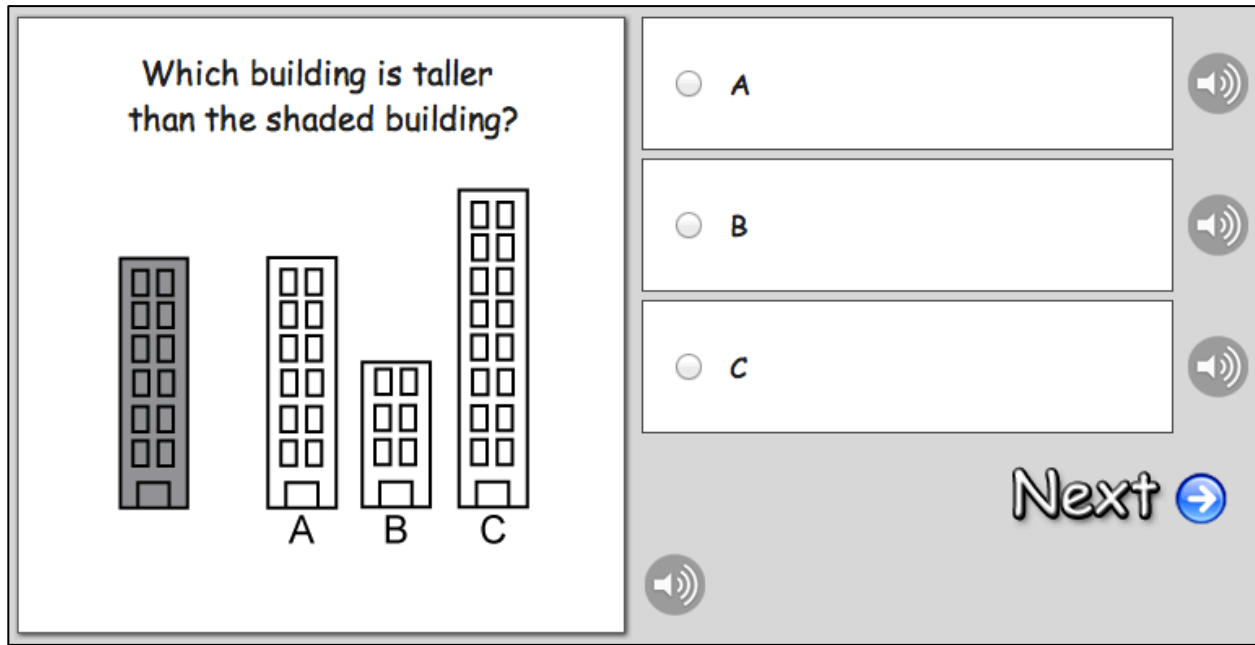 Which building is taller
than the shaded building?
A B C
A
B
C
Next